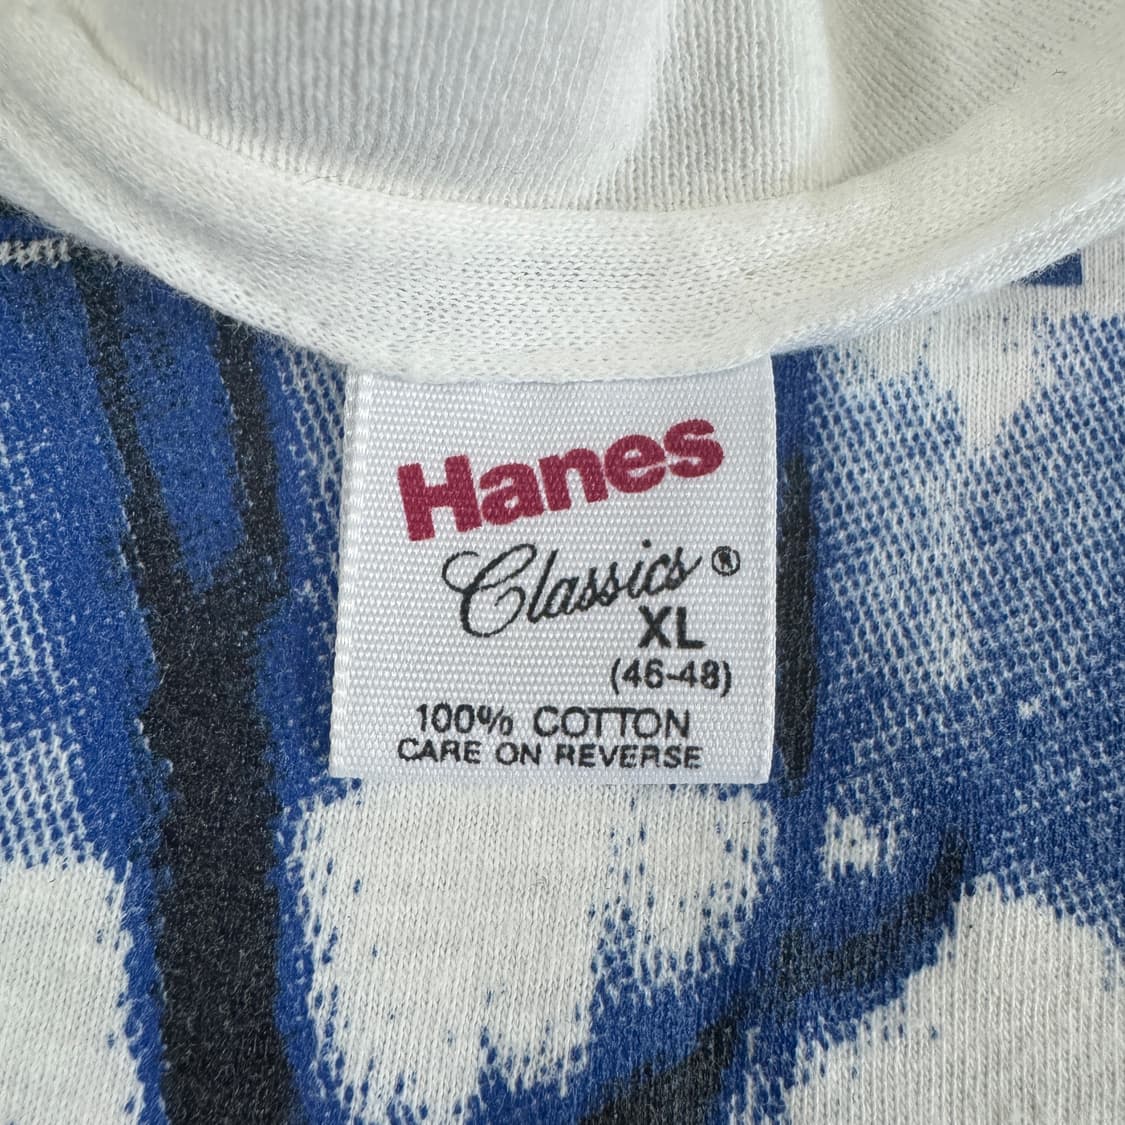 Hanes
Classics®
XL
(46-48)
100% COTTON
CARE ON REVERSE